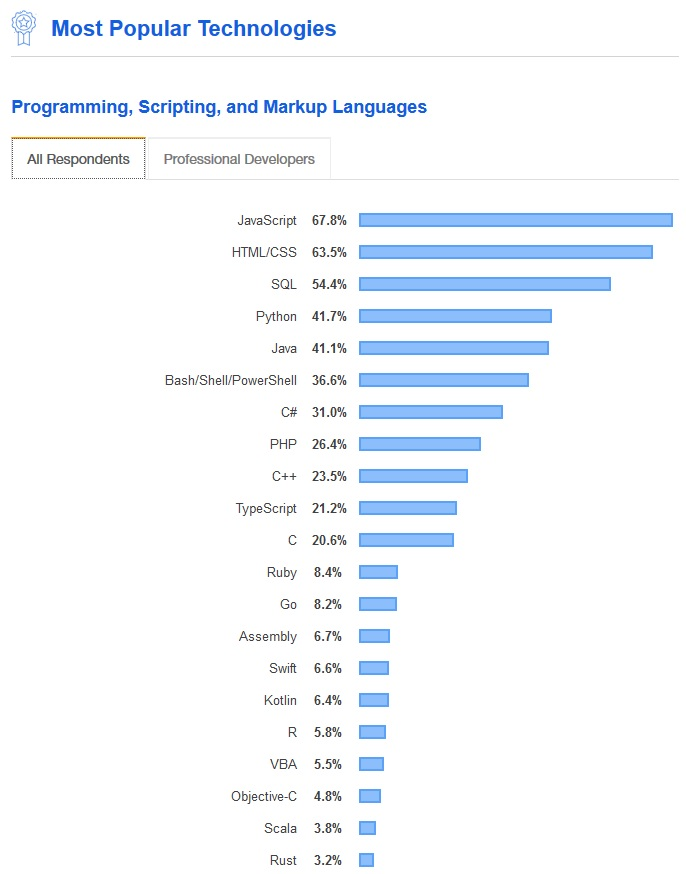 Most Popular Technologies
Programming, Scripting, and Markup Languages
All Respondents Professional Developers
JavaScript 67.8%
HTML/CSS 63.5%
SQL 54.4%
Python 41.7%
Java 41.1%
Bash/Shell/PowerShell 36.6%
C# 31.0%
PHP 26.4%
C++ 23.5%
TypeScript 21.2%
C 20.6%
Ruby 8.4%
Go 8.2%
Assembly 6.7%
Swift 6.6%
Kotlin 6.4%
R 5.8%
VBA 5.5%
Objective-C 4.8%
Scala 3.8%
Rust 3.2%